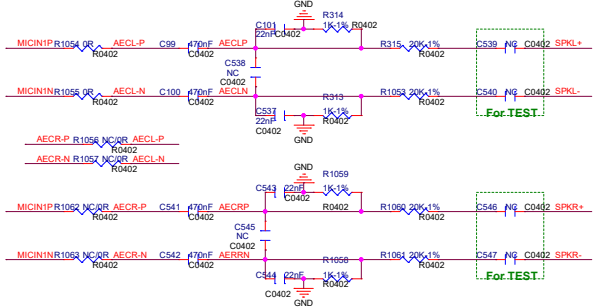 GND
C101 R314
22nF 1K-1%
C0402 R0402
MICIN1P R1054 0R AECL-P C99 470nF AECLP R315 20K-1% C539 NC C0402 SPKL+
R0402 R0402 R0402
C538
NC
C0402
MICIN1N R1055 0R AECL-N C100 470nF AECLN R313 R1053 20K-1% C540 NC C0402 SPKL-
R0402 R0402 R0402
C537 1K-1%
22nF R0402
C0402
For TEST
GND
AECR-P R1056 NC/0R AECL-P
R0402
AECR-N R1057 NC/0R AECL-N
R0402
GND
R1059
C543 22nF 1K-1%
C0402 R0402
MICIN1P R1062 NC/0R AECR-P C541 470nF AECRP R1060 20K-1% C546 NC C0402 SPKR+
R0402 R0402 R0402
C545
NC
C0402
MICIN1N R1063 NC/0R AECR-N C542 470nF AERRN R1058 R1061 20K-1% C547 NC C0402 SPKR-
R0402 R0402 R0402
C544 22nF 1K-1%
C0402 R0402
For TEST
GND